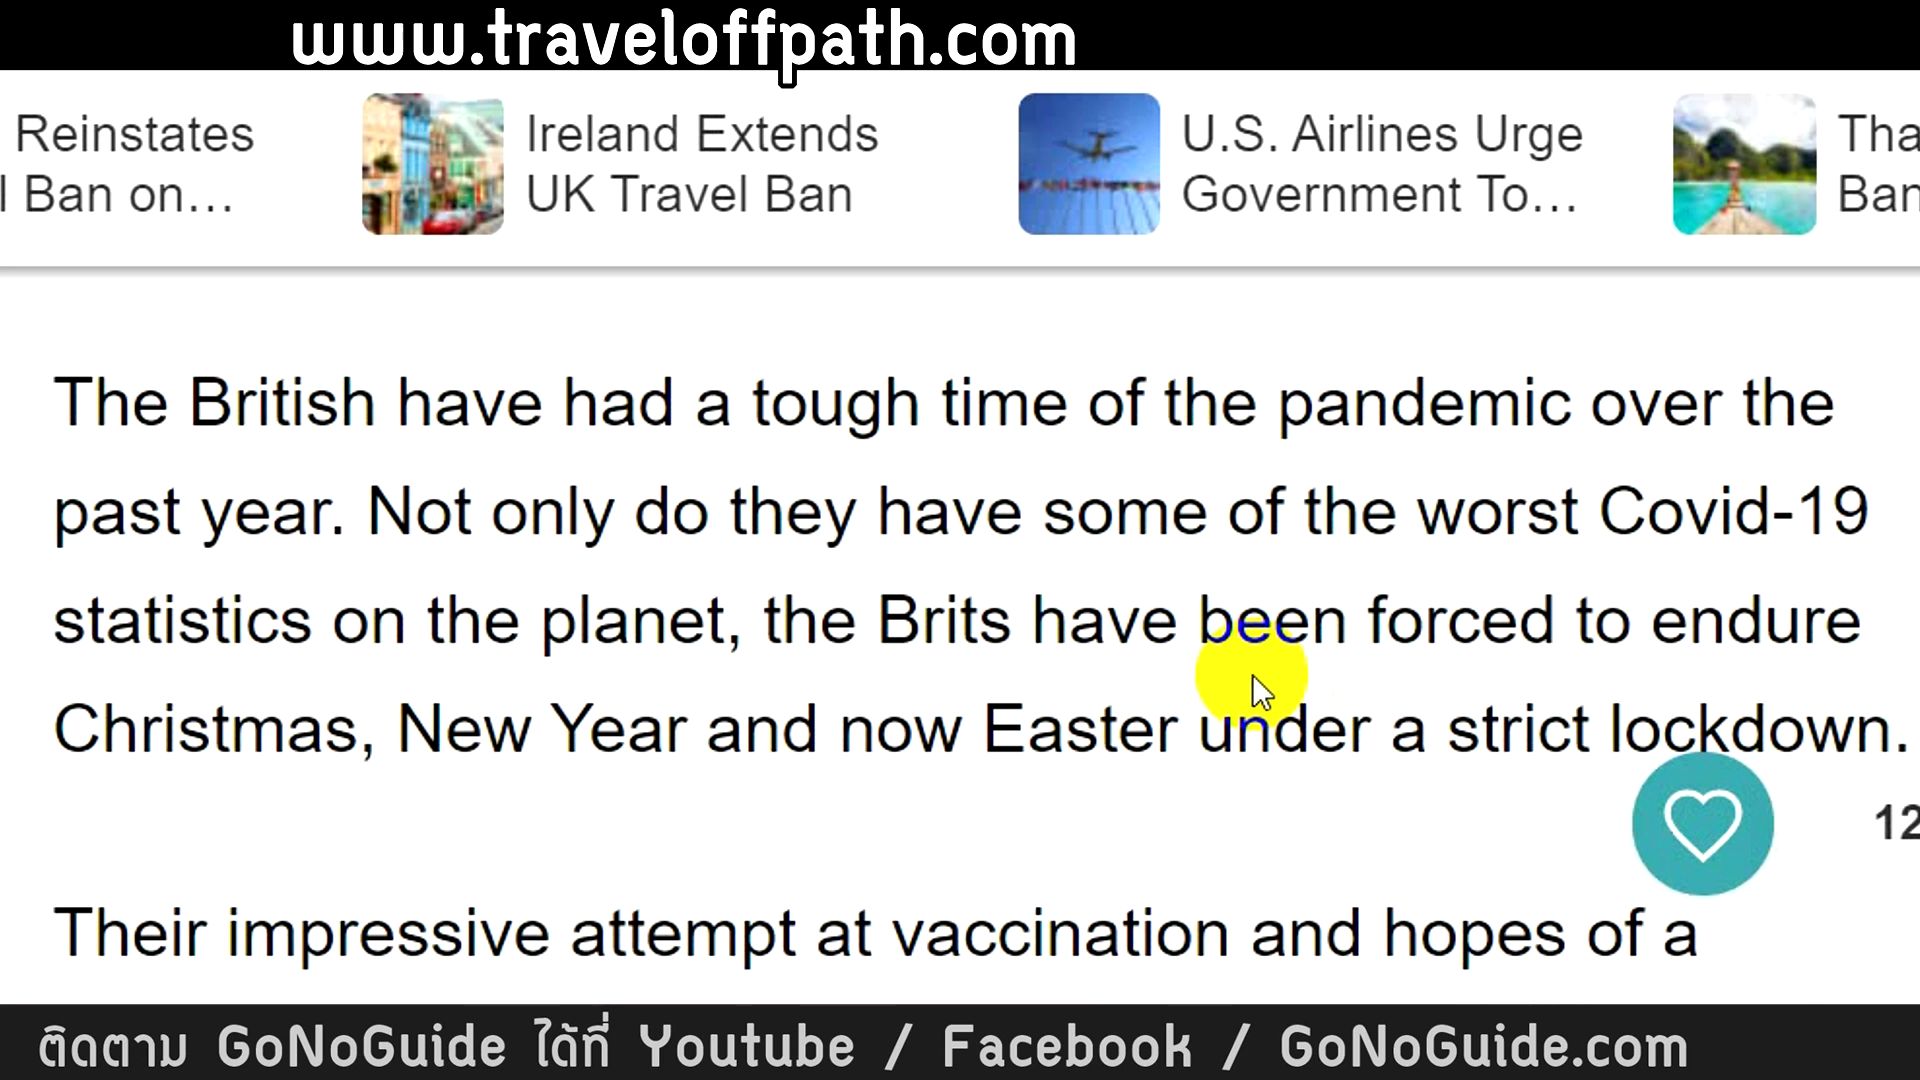 www.traveloffpath.com
Reinstates
Ban on...
Ireland Extends
UK Travel Ban
U.S. Airlines Urge
Government To...
The British have had a tough time of the pandemic over the
past year. Not only do they have some of the worst Covid-19
statistics on the planet, the Brits have been forced to endure
Christmas, New Year and now Easter under a strict lockdown.
12
Their impressive attempt at vaccination and hopes of a
ติดตาม GoNoGuide ได้ที่ Youtube / Facebook / GoNoGuide.com